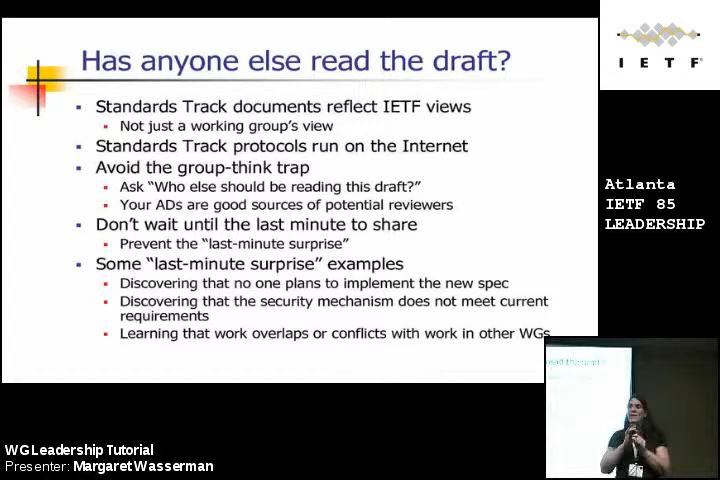 Has anyone else read the draft?
Standards Track documents reflect IETF views
Not just a working group's view
Standards Track protocols run on the Internet
Avoid the group-think trap
Ask "Who else should be reading this draft?"
Your ADs are good sources of potential reviewers
Don't wait until the last minute to share
Prevent the "last-minute surprise"
Some "last-minute surprise" examples
Discovering that no one plans to implement the new spec
Discovering that the security mechanism does not meet current
requirements
Learning that work overlaps or conflicts with work in other WGs
I E T F
Atlanta
IETF 85
LEADERSHIP
read the draft?
WG Leadership Tutorial
Presenter: Margaret Wasserman